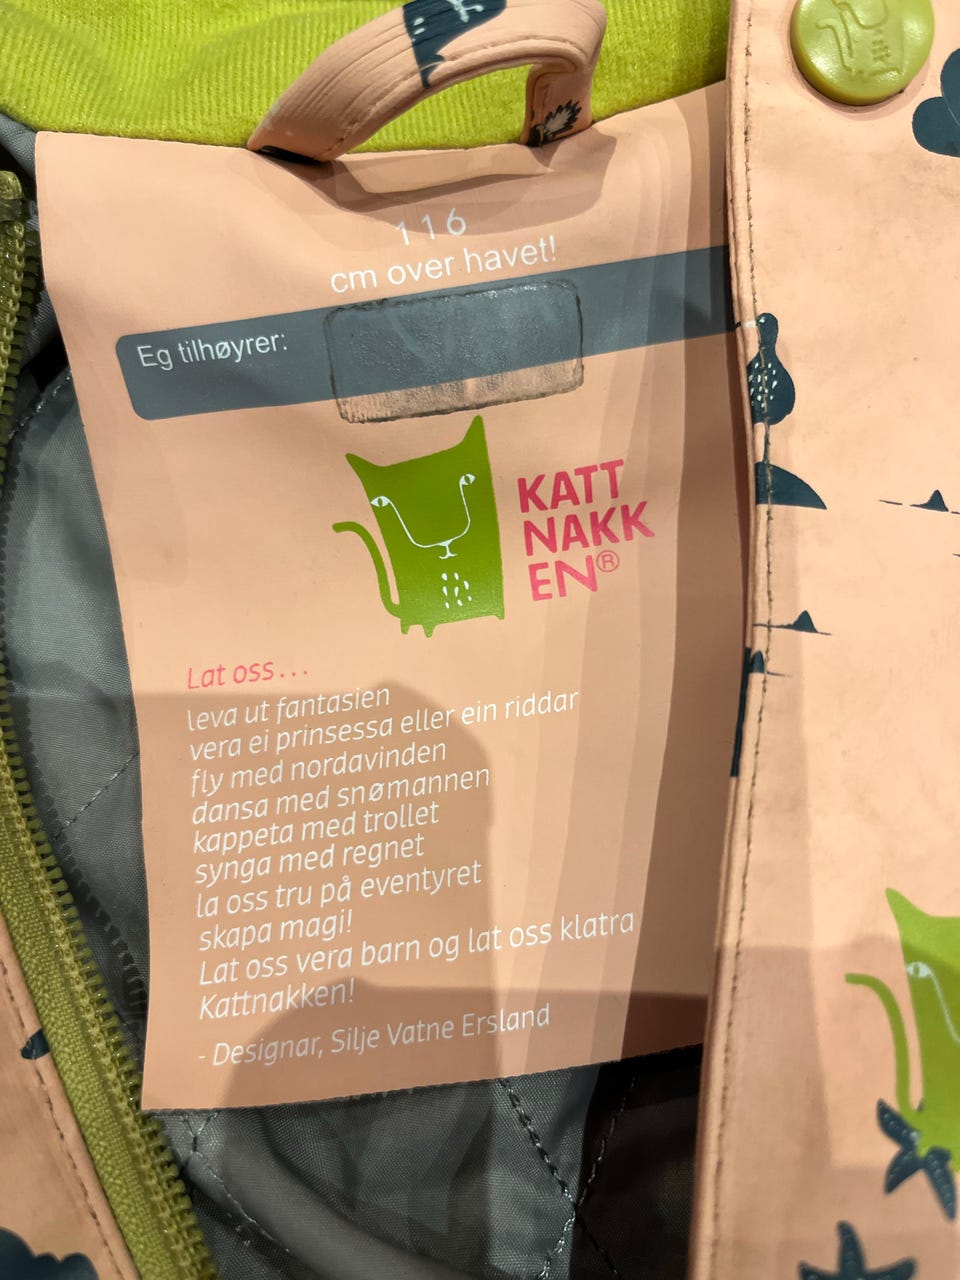 116
cm over havet!
Eg tilhøyrer:
KATT
NAKK
EN®
Lat oss...
leva ut fantasien
vera ei prinsessa eller ein riddar
fly med nordavinden
dansa med snømannen
kappeta med trollet
synga med regnet
la oss tru på eventyret
skapa magi!
Lat oss vera barn og lat oss klatra
Kattnakken!
- Designar, Silje Vatne Ersland